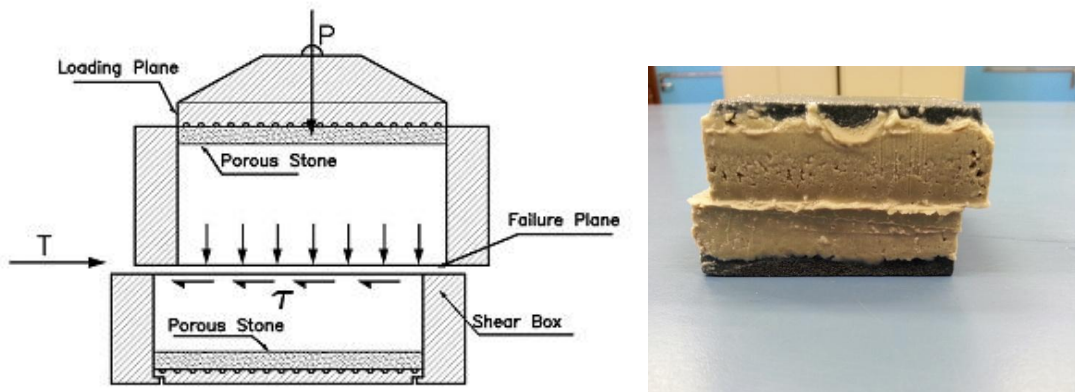 P
Loading Plane
Porous Stone
Failure Plane
T
τ
Shear Box
Porous Stone